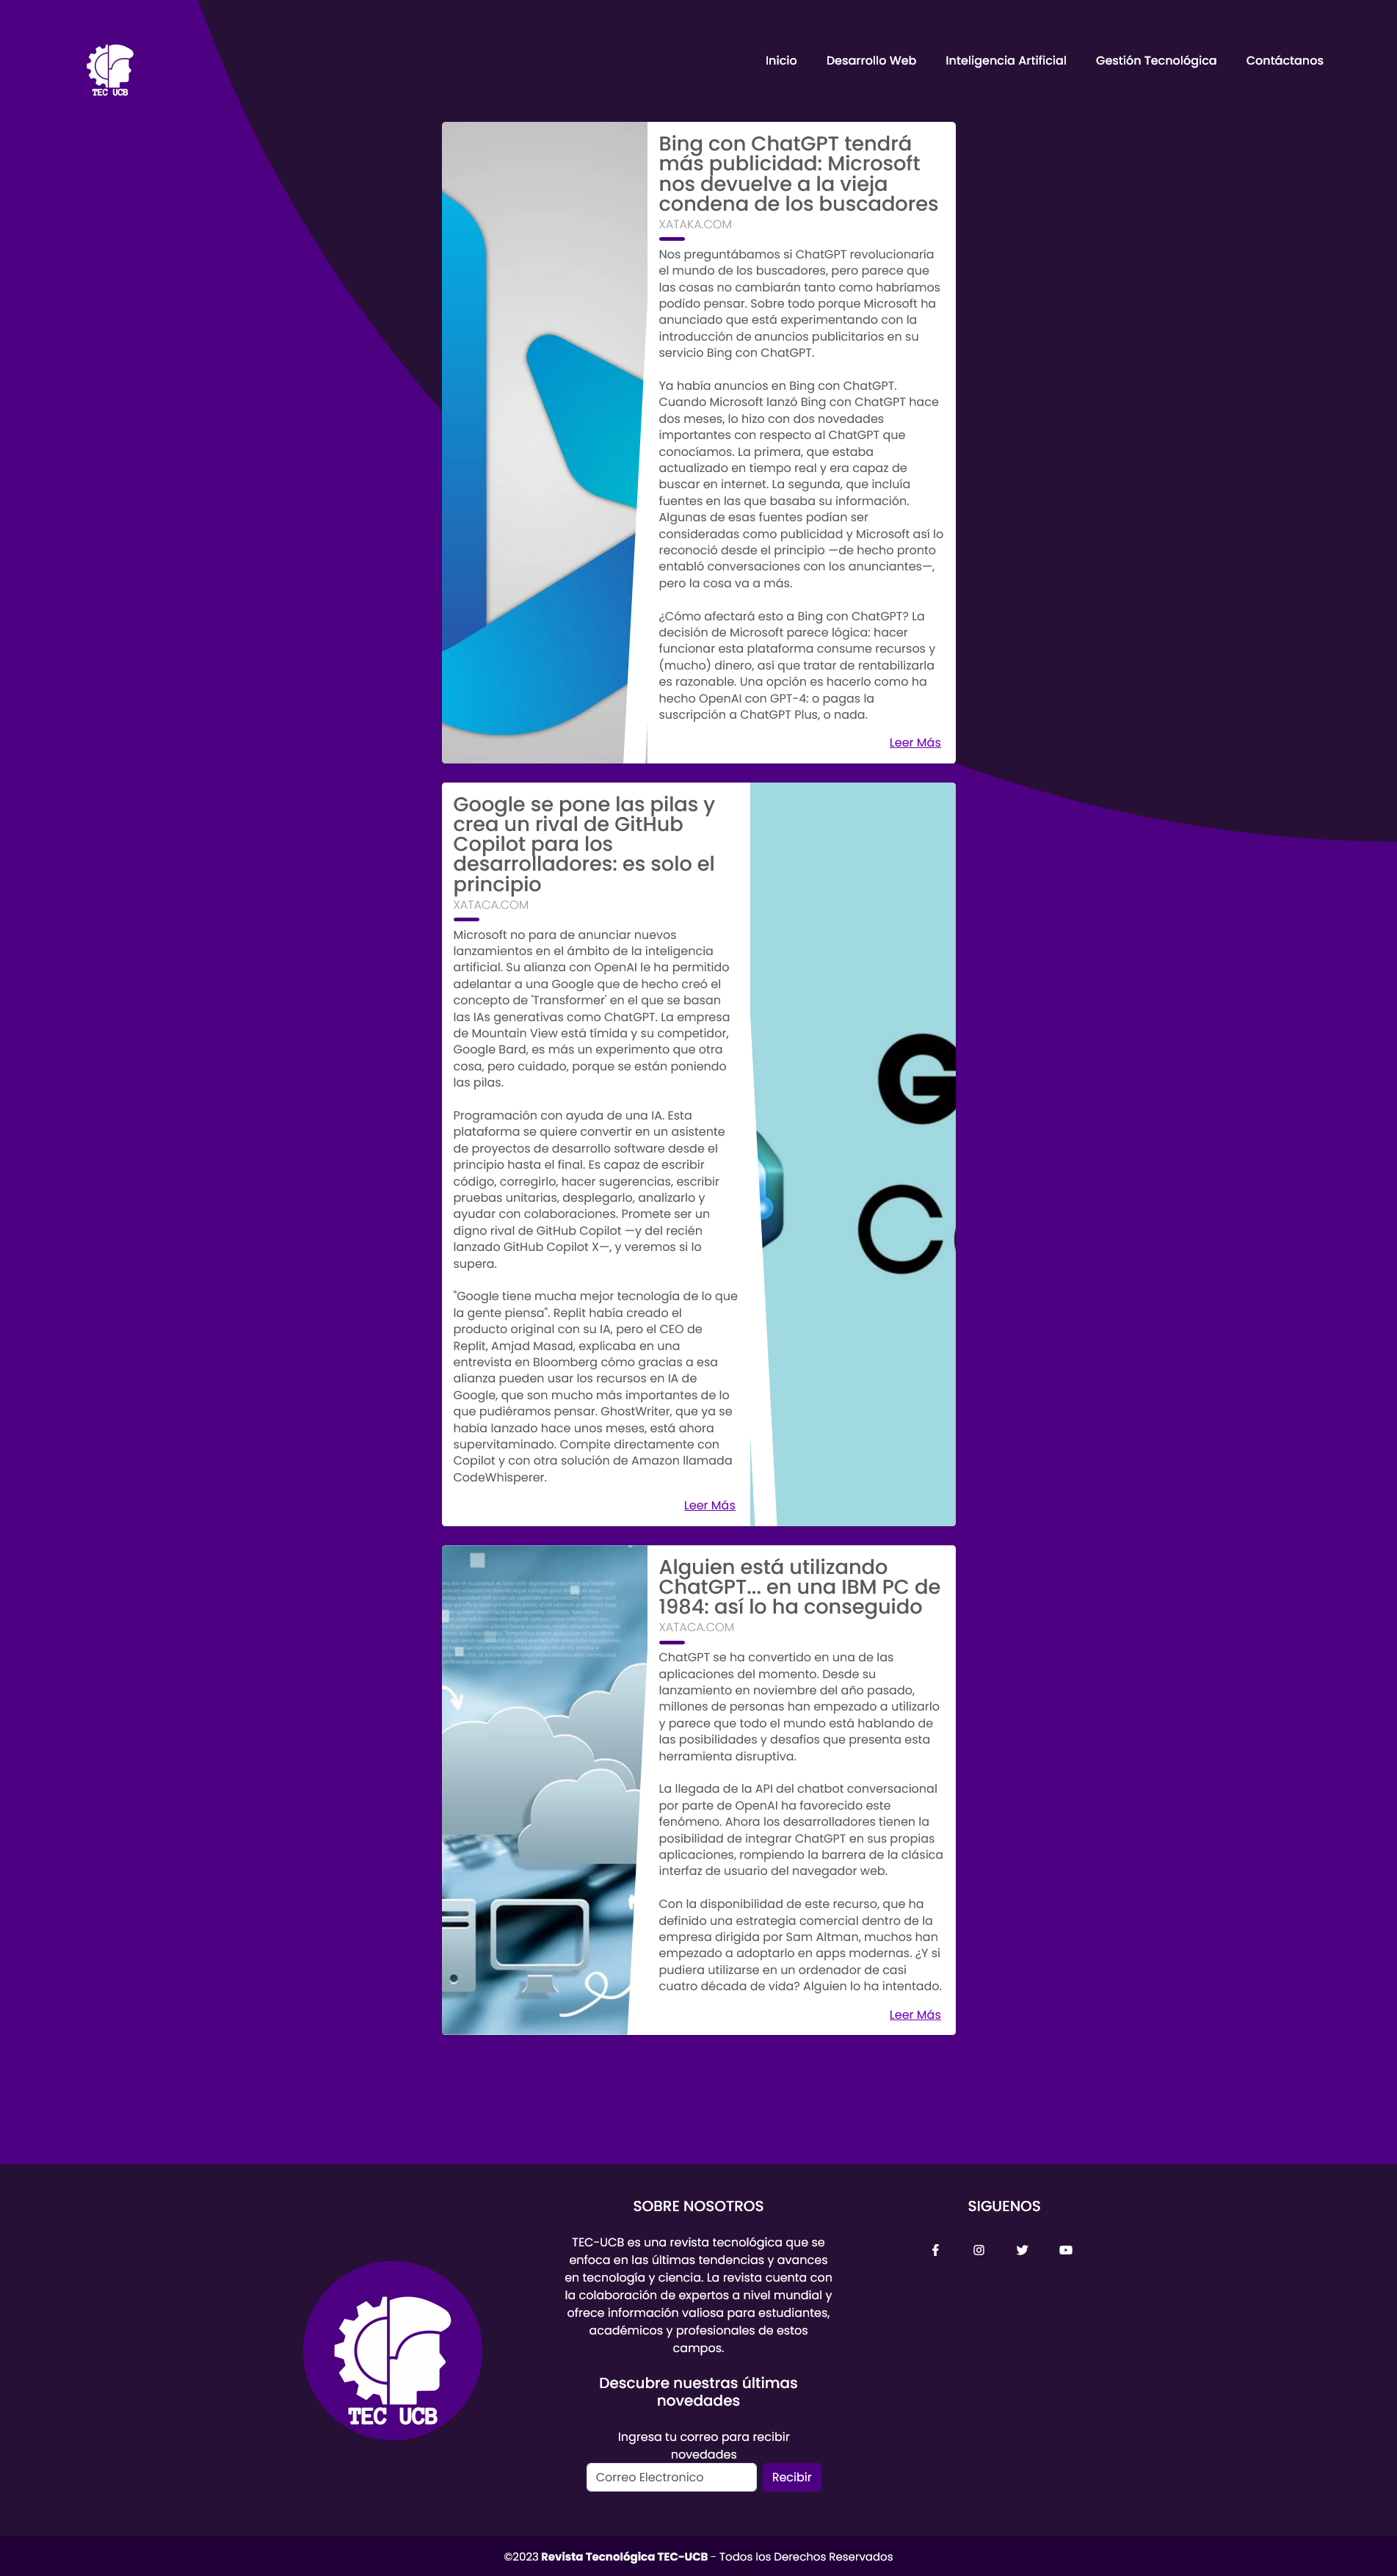 TEC UCB
Inicio Desarrollo Web Inteligencia Artificial Gestión Tecnológica Contáctanos
Bing con ChatGPT tendrá
más publicidad: Microsoft
nos devuelve a la vieja
condena de los buscadores
XATAKA.COM
Nos preguntábamos si ChatGPT revolucionaría
el mundo de los buscadores, pero parece que
las cosas no cambiarán tanto como habríamos
podido pensar. Sobre todo porque Microsoft ha
anunciado que está experimentando con la
introducción de anuncios publicitarios en su
servicio Bing con ChatGPT.
Ya había anuncios en Bing con ChatGPT.
Cuando Microsoft lanzó Bing con ChatGPT hace
dos meses, lo hizo con dos novedades
importantes con respecto al ChatGPT que
conocíamos. La primera, que estaba
actualizado en tiempo real y era capaz de
buscar en internet. La segunda, que incluía
fuentes en las que basaba su información.
Algunas de esas fuentes podían ser
consideradas como publicidad y Microsoft así lo
reconoció desde el principio —de hecho pronto
entabló conversaciones con los anunciantes—,
pero la cosa va a más.
¿Cómo afectará esto a Bing con ChatGPT? La
decisión de Microsoft parece lógica: hacer
funcionar esta plataforma consume recursos y
(mucho) dinero, así que tratar de rentabilizarla
es razonable. Una opción es hacerlo como ha
hecho OpenAI con GPT-4: o pagas la
suscripción a ChatGPT Plus, o nada.
Leer Más
Google se pone las pilas y
crea un rival de GitHub
Copilot para los
desarrolladores: es solo el
principio
XATACA.COM
Microsoft no para de anunciar nuevos
lanzamientos en el ámbito de la inteligencia
artificial. Su alianza con OpenAI le ha permitido
adelantar a una Google que de hecho creó el
concepto de 'Transformer' en el que se basan
las IAs generativas como ChatGPT. La empresa
de Mountain View está tímida y su competidor,
Google Bard, es más un experimento que otra
cosa, pero cuidado, porque se están poniendo
las pilas.
Programación con ayuda de una IA. Esta
plataforma se quiere convertir en un asistente
de proyectos de desarrollo software desde el
principio hasta el final. Es capaz de escribir
código, corregirlo, hacer sugerencias, escribir
pruebas unitarias, desplegarlo, analizarlo y
ayudar con colaboraciones. Promete ser un
digno rival de GitHub Copilot —y del recién
lanzado GitHub Copilot X—, y veremos si lo
supera.
"Google tiene mucha mejor tecnología de lo que
la gente piensa". Replit había creado el
producto original con su IA, pero el CEO de
Replit, Amjad Masad, explicaba en una
entrevista en Bloomberg cómo gracias a esa
alianza pueden usar los recursos en IA de
Google, que son mucho más importantes de lo
que pudiéramos pensar. GhostWriter, que ya se
había lanzado hace unos meses, está ahora
supervitaminado. Compite directamente con
Copilot y con otra solución de Amazon llamada
CodeWhisperer.
Leer Más
G
C
Alguien está utilizando
ChatGPT... en una IBM PC de
1984: así lo ha conseguido
XATACA.COM
ChatGPT se ha convertido en una de las
aplicaciones del momento. Desde su
lanzamiento en noviembre del año pasado,
millones de personas han empezado a utilizarlo
y parece que todo el mundo está hablando de
las posibilidades y desafíos que presenta esta
herramienta disruptiva.
La llegada de la API del chatbot conversacional
por parte de OpenAI ha favorecido este
fenómeno. Ahora los desarrolladores tienen la
posibilidad de integrar ChatGPT en sus propias
aplicaciones, rompiendo la barrera de la clásica
interfaz de usuario del navegador web.
Con la disponibilidad de este recurso, que ha
definido una estrategia comercial dentro de la
empresa dirigida por Sam Altman, muchos han
empezado a adoptarlo en apps modernas. ¿Y si
pudiera utilizarse en un ordenador de casi
cuatro década de vida? Alguien lo ha intentado.
Leer Más
TEC UCB
SOBRE NOSOTROS
TEC-UCB es una revista tecnológica que se
enfoca en las últimas tendencias y avances
en tecnología y ciencia. La revista cuenta con
la colaboración de expertos a nivel mundial y
ofrece información valiosa para estudiantes,
académicos y profesionales de estos
campos.
Descubre nuestras últimas
novedades
Ingresa tu correo para recibir
novedades
Correo Electronico Recibir
SIGUENOS
©2023 Revista Tecnológica TEC-UCB - Todos los Derechos Reservados